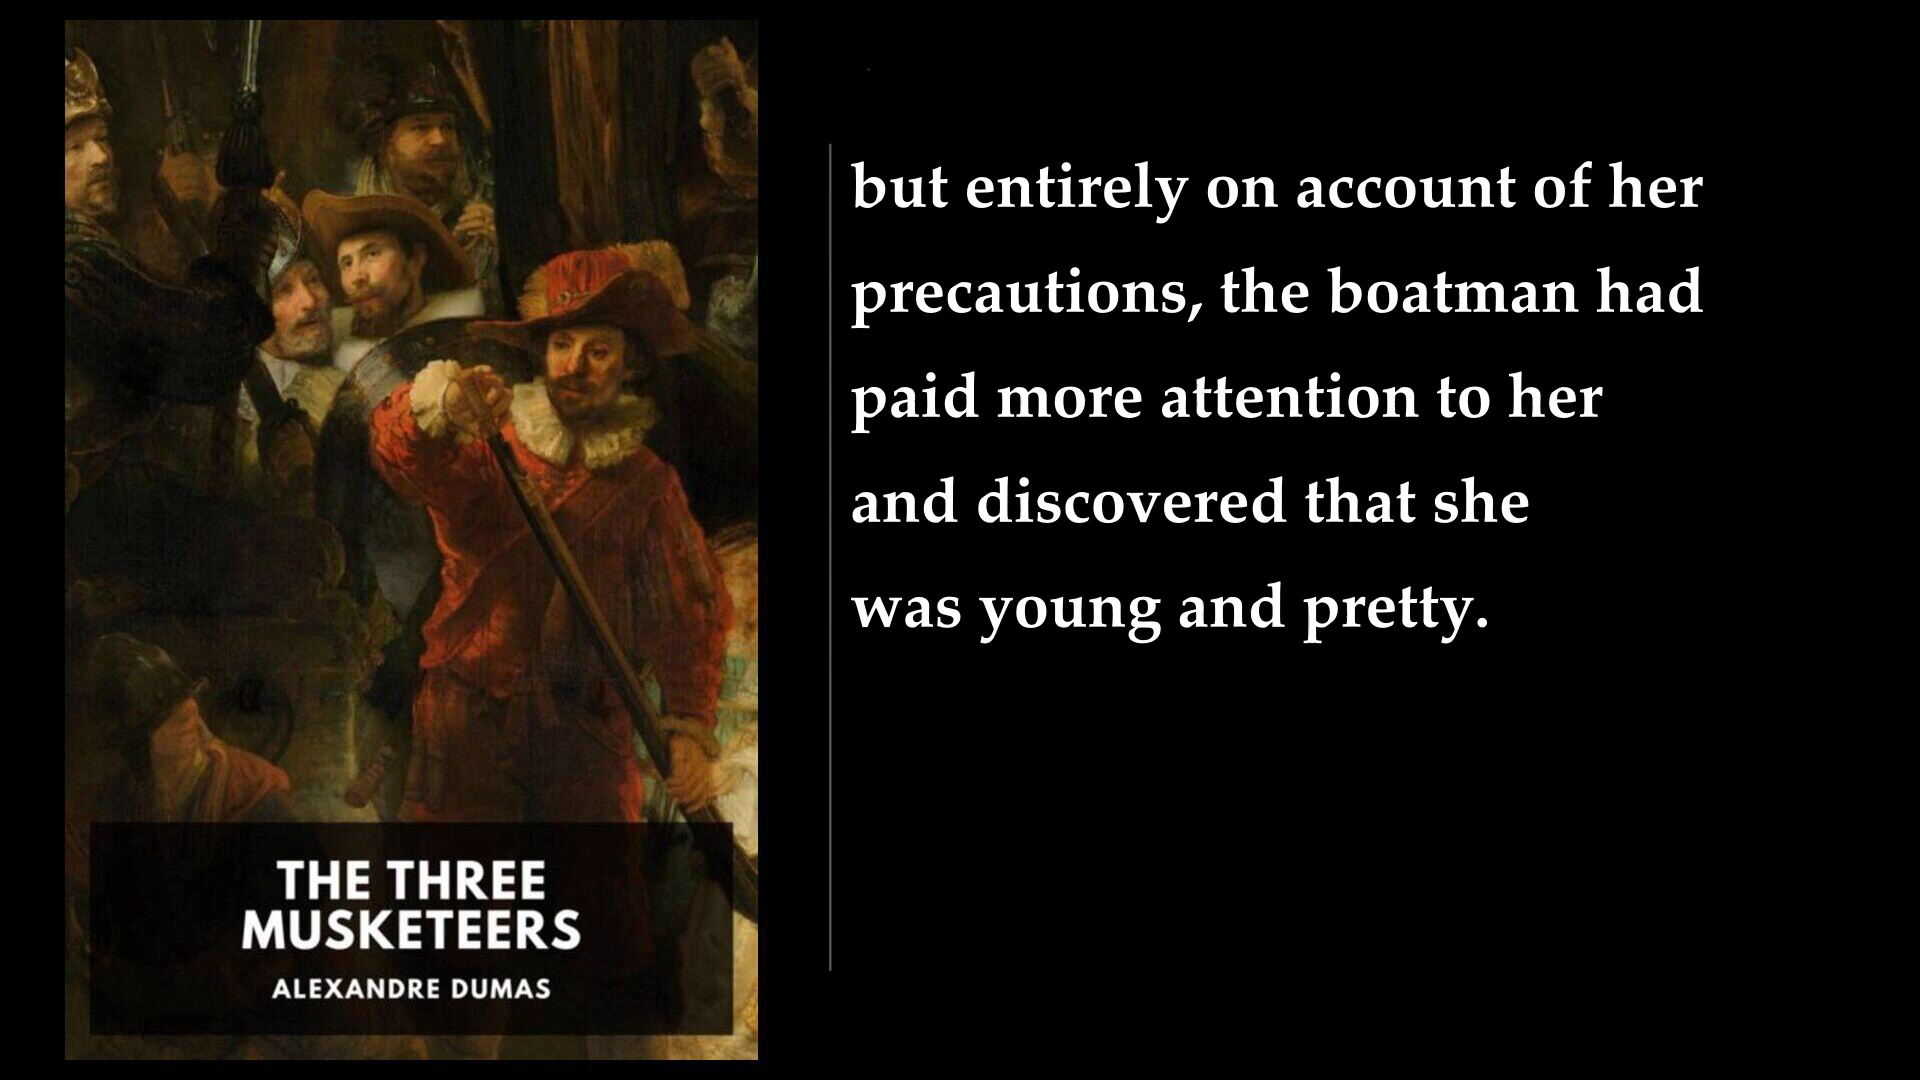 THE THREE
MUSKETEERS
ALEXANDRE DUMAS
but entirely on account of her
precautions, the boatman had
paid more attention to her
and discovered that she
was young and pretty.